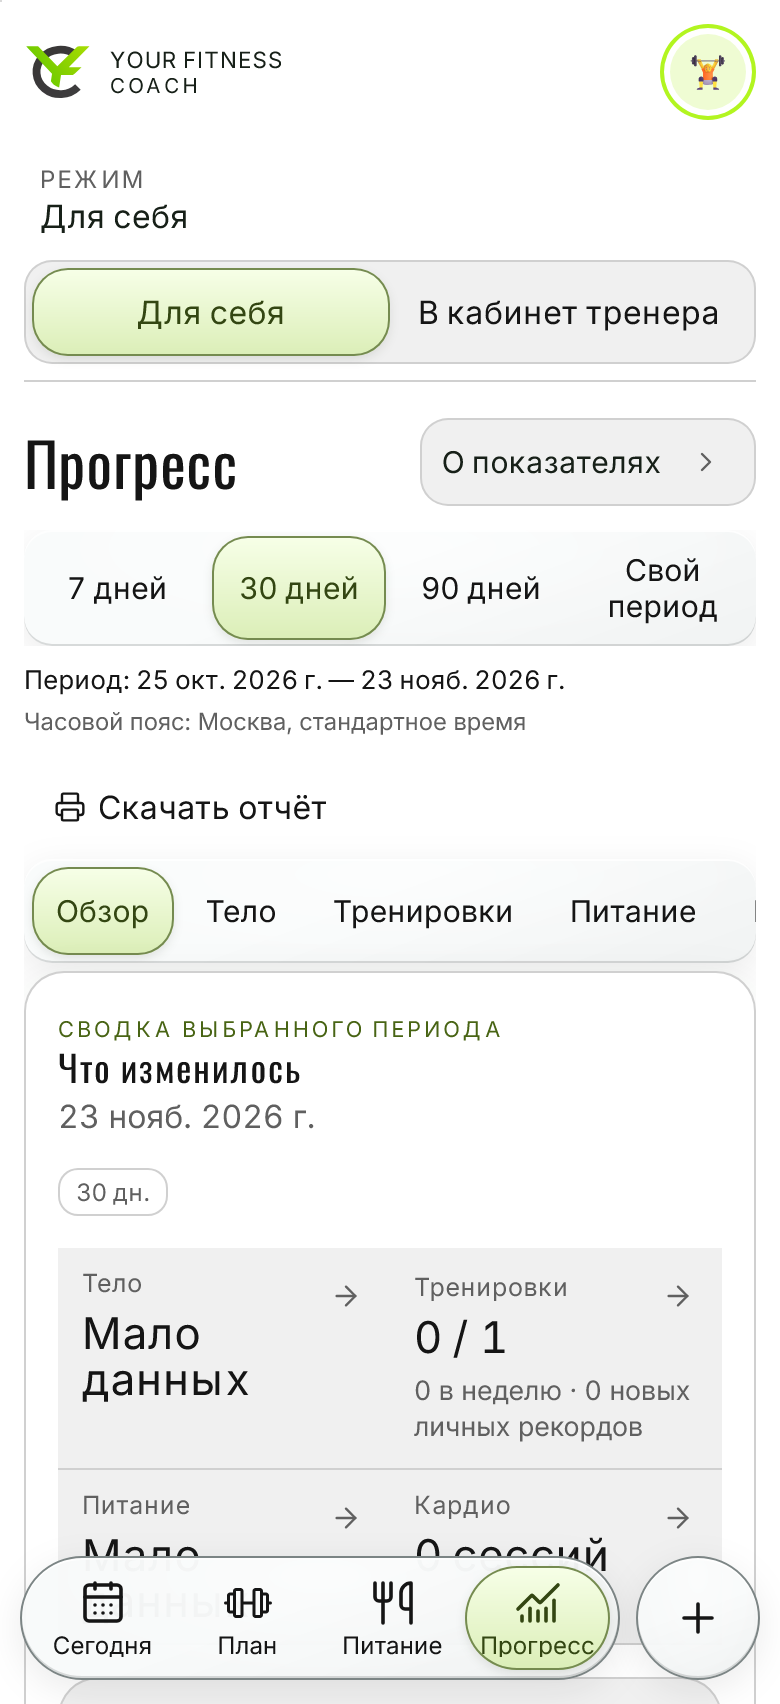 YOUR FITNESS
COACH
РЕЖИМ
Для себя
Для себя
В кабинет тренера
Прогресс
О показателях
7 дней
30 дней
90 дней
Свой
период
Период: 25 окт. 2026 г. — 23 нояб. 2026 г.
Часовой пояс: Москва, стандартное время
Скачать отчёт
Обзор
Тело
Тренировки
Питание
СВОДКА ВЫБРАННОГО ПЕРИОДА
Что изменилось
23 нояб. 2026 г.
30 дн.
Тело
Мало
данных
Тренировки
0 / 1
0 в неделю · 0 новых
личных рекордов
Питание
Мало
Кардио
0 сессий
Сегодня
План
Питание
Прогресс